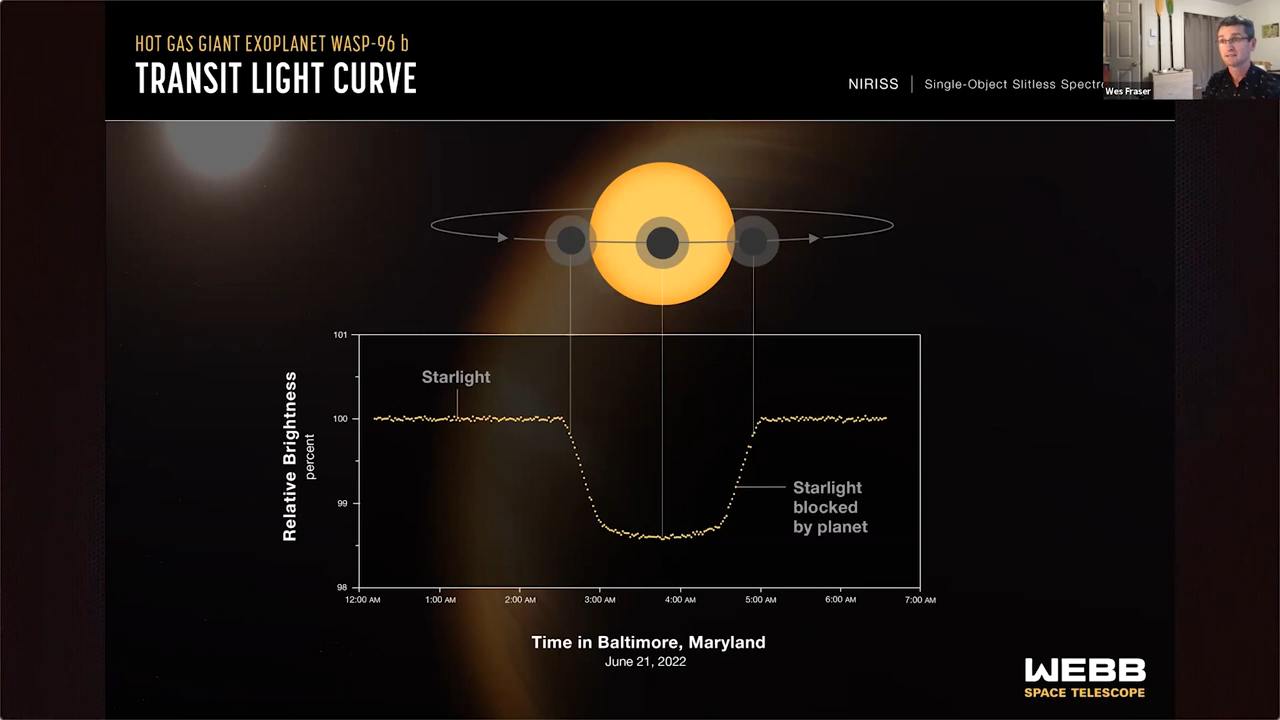 HOT GAS GIANT EXOPLANET WASP-96 b
TRANSIT LIGHT CURVE
NIRISS | Single-Object Slitless Spectr
Wes Fraser
101
100
99
98
Relative Brightness
percent
Starlight
Starlight
blocked
by planet
12:00 AM 1:00 AM 2:00 AM 3:00 AM 4:00 AM 5:00 AM 6:00 AM 7:00 AM
Time in Baltimore, Maryland
June 21, 2022
WEBB
SPACE TELESCOPE